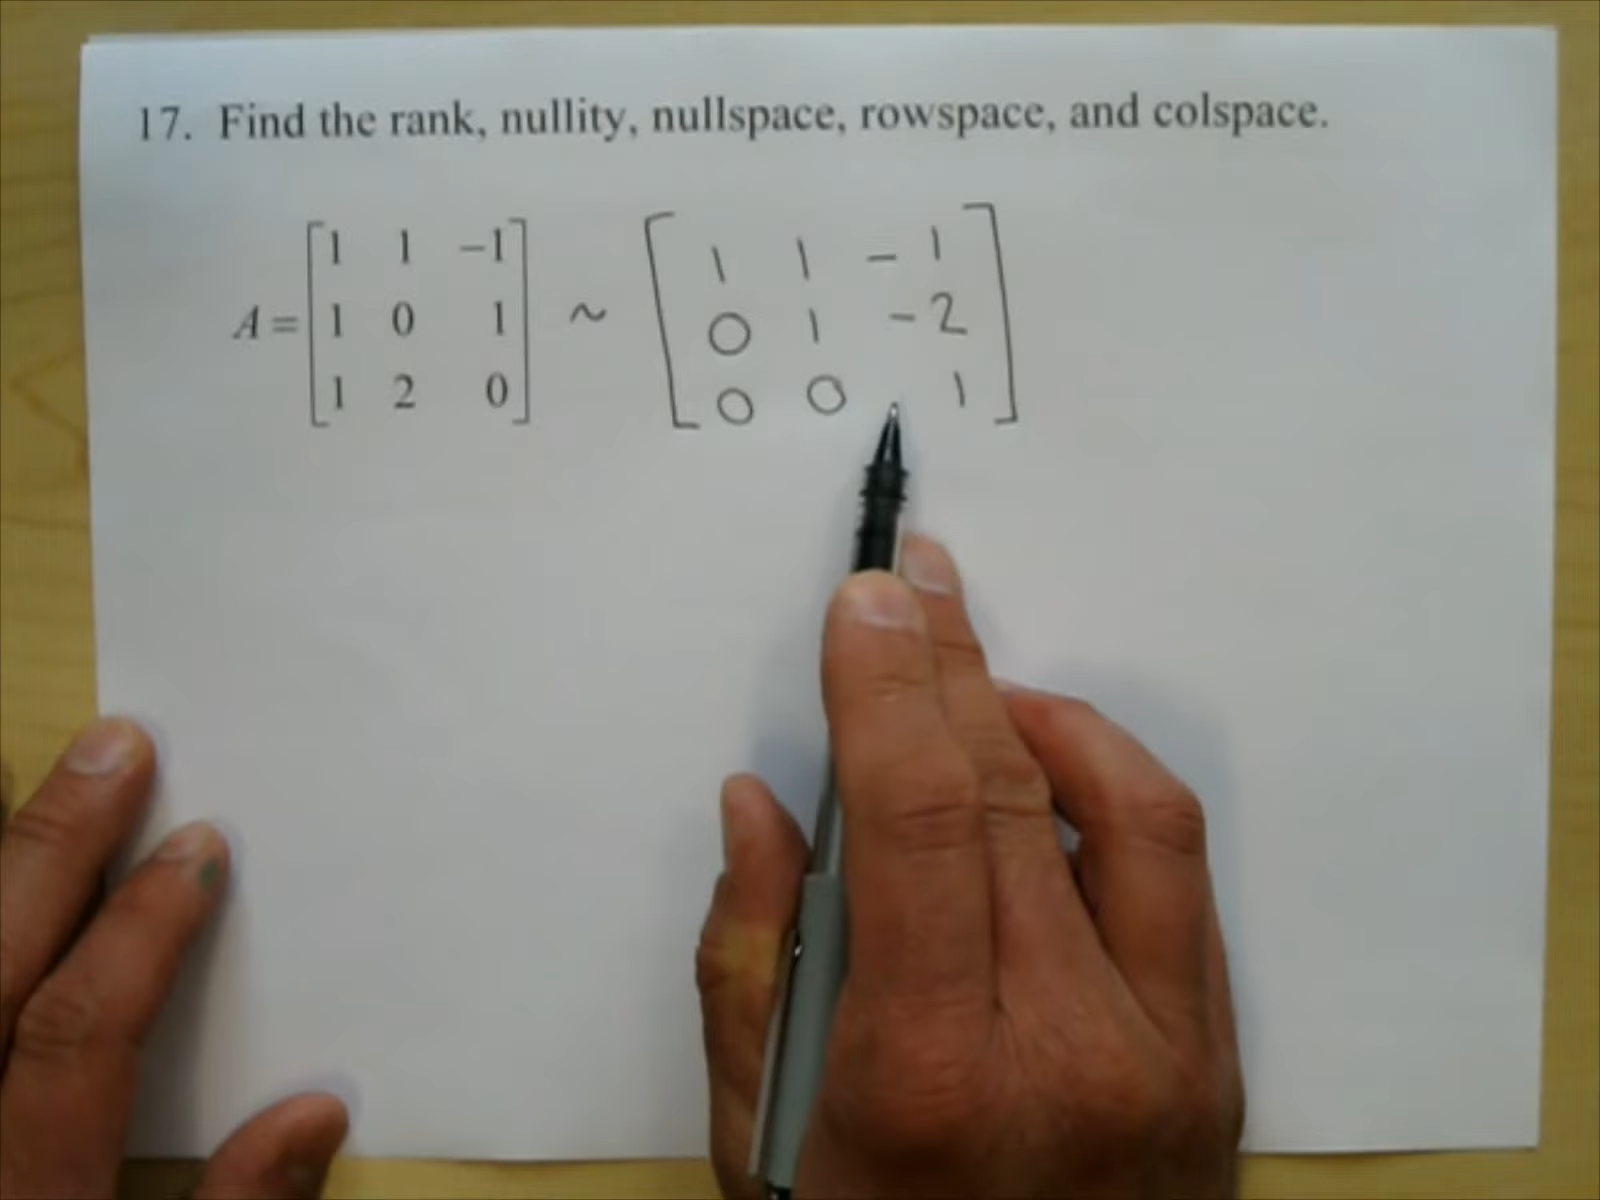 17. Find the rank, nullity, nullspace, rowspace, and colspace.
A = [1 1 −1; 1 0 1; 1 2 0] ~ [1 1 −1; 0 1 −2; 0 0 1]